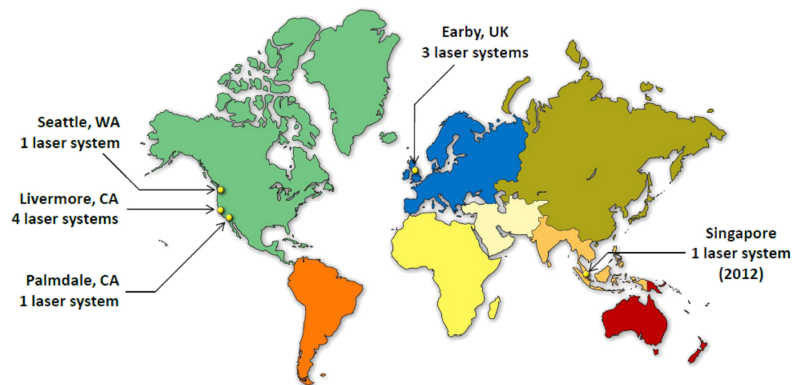 Earby, UK
3 laser systems
Seattle, WA
1 laser system
Livermore, CA
4 laser systems
Palmdale, CA
1 laser system
Singapore
1 laser system
(2012)